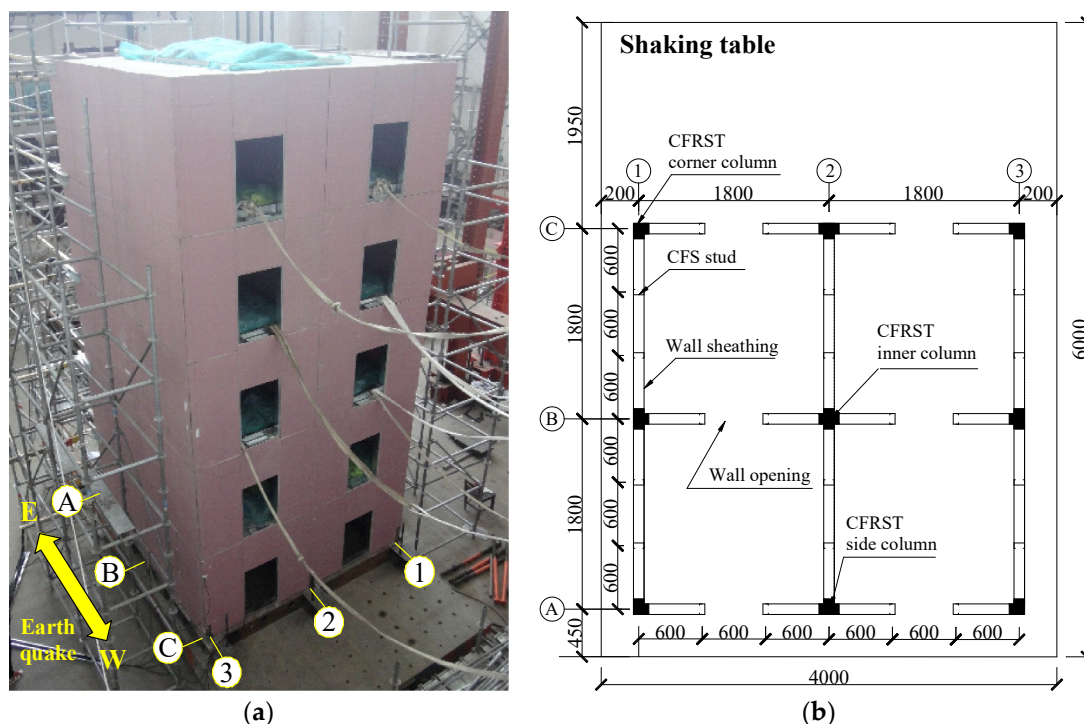 A
E
B
Earth
quake
W
C
3
2
1
(a)
Shaking table
CFRST
corner column
1
2
3
200
1800
1800
200
1950
C
CFS stud
600
600
600
1800
Wall sheathing
CFRST
inner column
B
Wall opening
600
600
600
1800
CFRST
side column
A
450
600
600
600
600
600
600
6000
4000
(b)